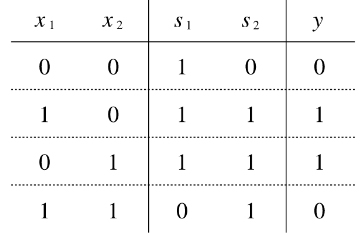 x₁ x₂ s₁ s₂ y
0 0 1 0 0
1 0 1 1 1
0 1 1 1 1
1 1 0 1 0